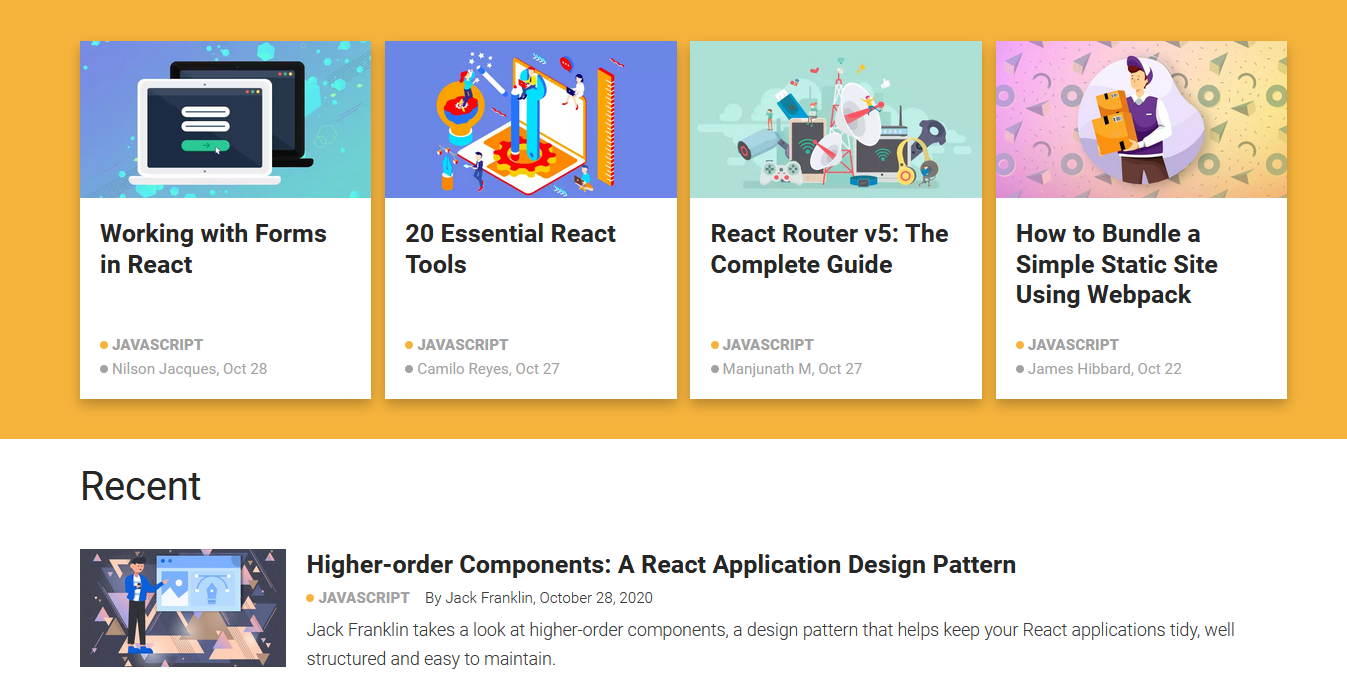 Working with Forms
in React
JAVASCRIPT
Nilson Jacques, Oct 28
20 Essential React
Tools
JAVASCRIPT
Camilo Reyes, Oct 27
React Router v5: The
Complete Guide
JAVASCRIPT
Manjunath M, Oct 27
How to Bundle a
Simple Static Site
Using Webpack
JAVASCRIPT
James Hibbard, Oct 22
Recent
Higher-order Components: A React Application Design Pattern
JAVASCRIPT By Jack Franklin, October 28, 2020
Jack Franklin takes a look at higher-order components, a design pattern that helps keep your React applications tidy, well
structured and easy to maintain.